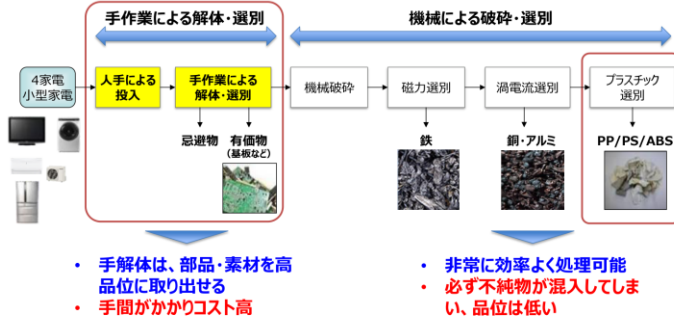 手作業による解体・選別
機械による破砕・選別
4家電
小型家電
人手による
投入
手作業による
解体・選別
機械破砕
磁力選別
渦電流選別
プラスチック
選別
忌避物
有価物
(基板など)
鉄
銅・アルミ
PP/PS/ABS
• 手解体は、部品・素材を高
品位に取り出せる
• 手間がかかりコスト高
• 非常に効率よく処理可能
• 必ず不純物が混入してしま
い、品位は低い